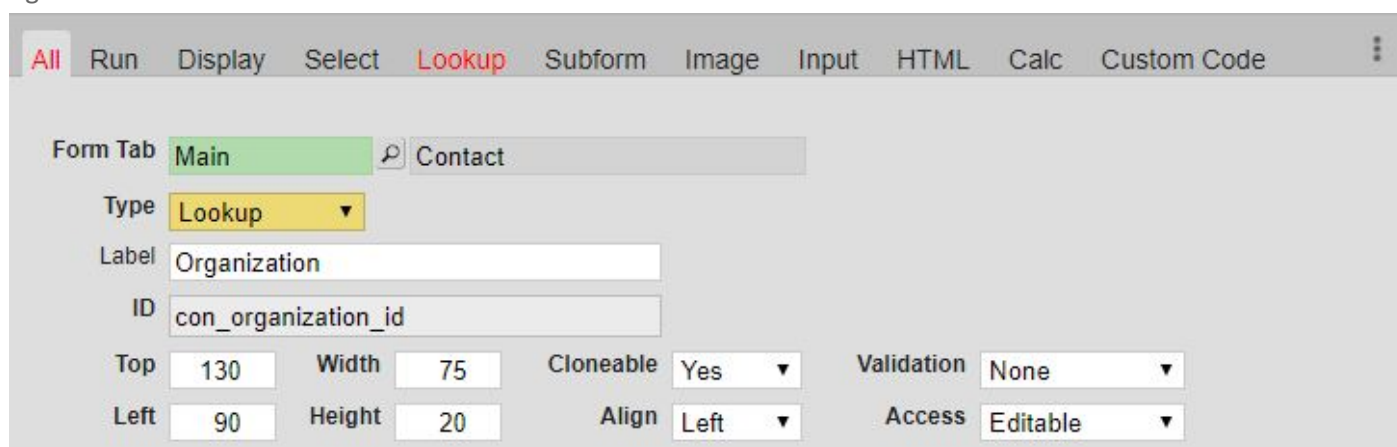 All Run Display Select Lookup Subform Image Input HTML Calc Custom Code
Form Tab Main Contact
Type Lookup
Label Organization
ID con_organization_id
Top 130 Width 75 Cloneable Yes Validation None
Left 90 Height 20 Align Left Access Editable